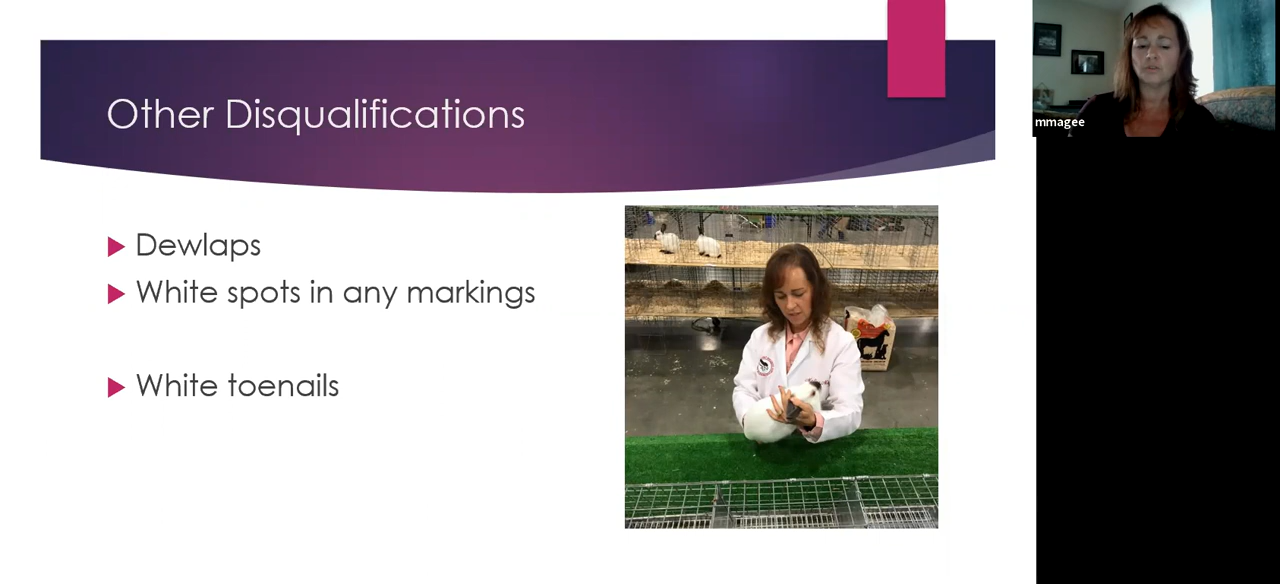 Other Disqualifications
mmagee
Dewlaps
White spots in any markings
White toenails